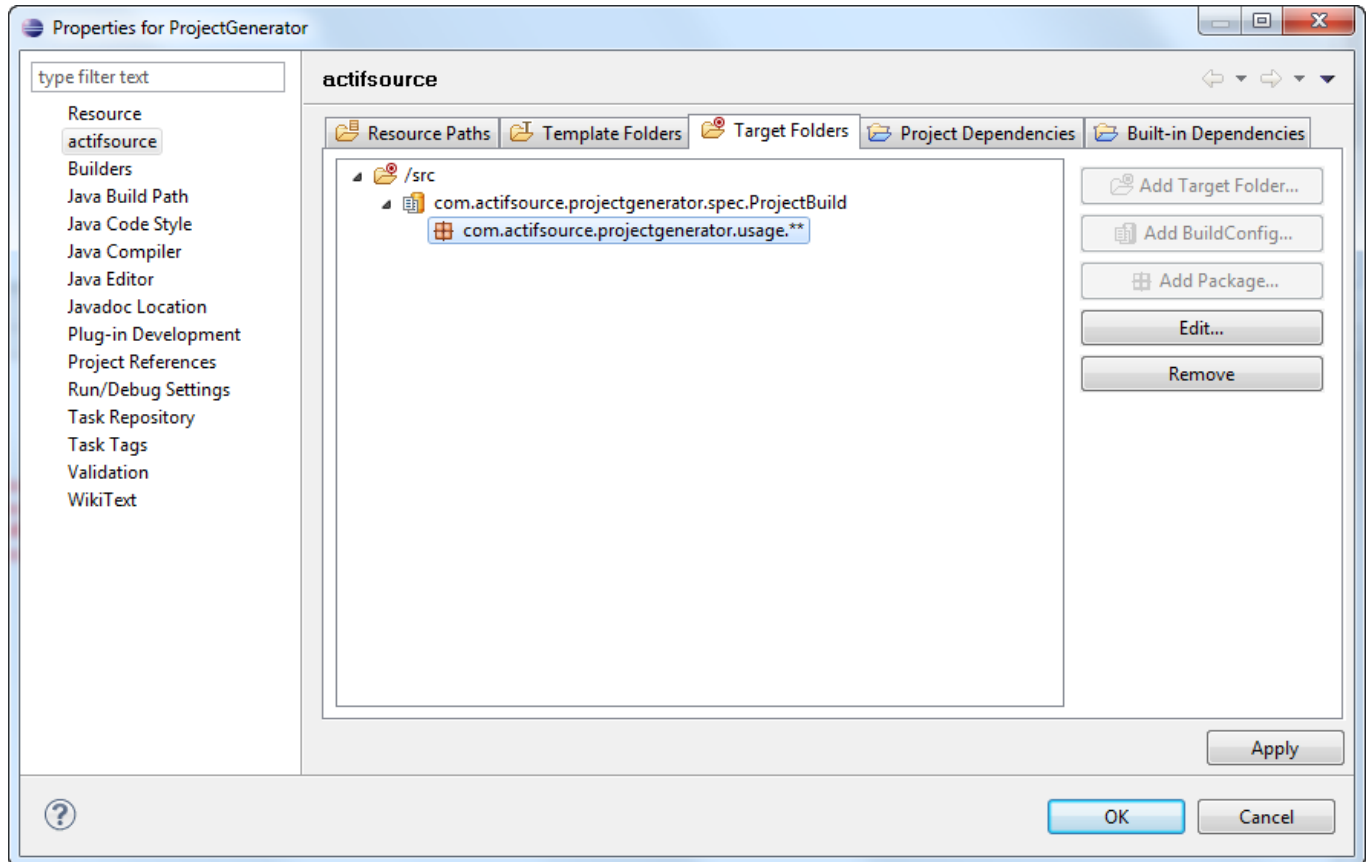 Properties for ProjectGenerator
type filter text
Resource
actifsource
Builders
Java Build Path
Java Code Style
Java Compiler
Java Editor
Javadoc Location
Plug-in Development
Project References
Run/Debug Settings
Task Repository
Task Tags
Validation
WikiText
actifsource
Resource Paths Template Folders Target Folders Project Dependencies Built-in Dependencies
/src
com.actifsource.projectgenerator.spec.ProjectBuild
com.actifsource.projectgenerator.usage.**
Add Target Folder...
Add BuildConfig...
Add Package...
Edit...
Remove
Apply
OK Cancel